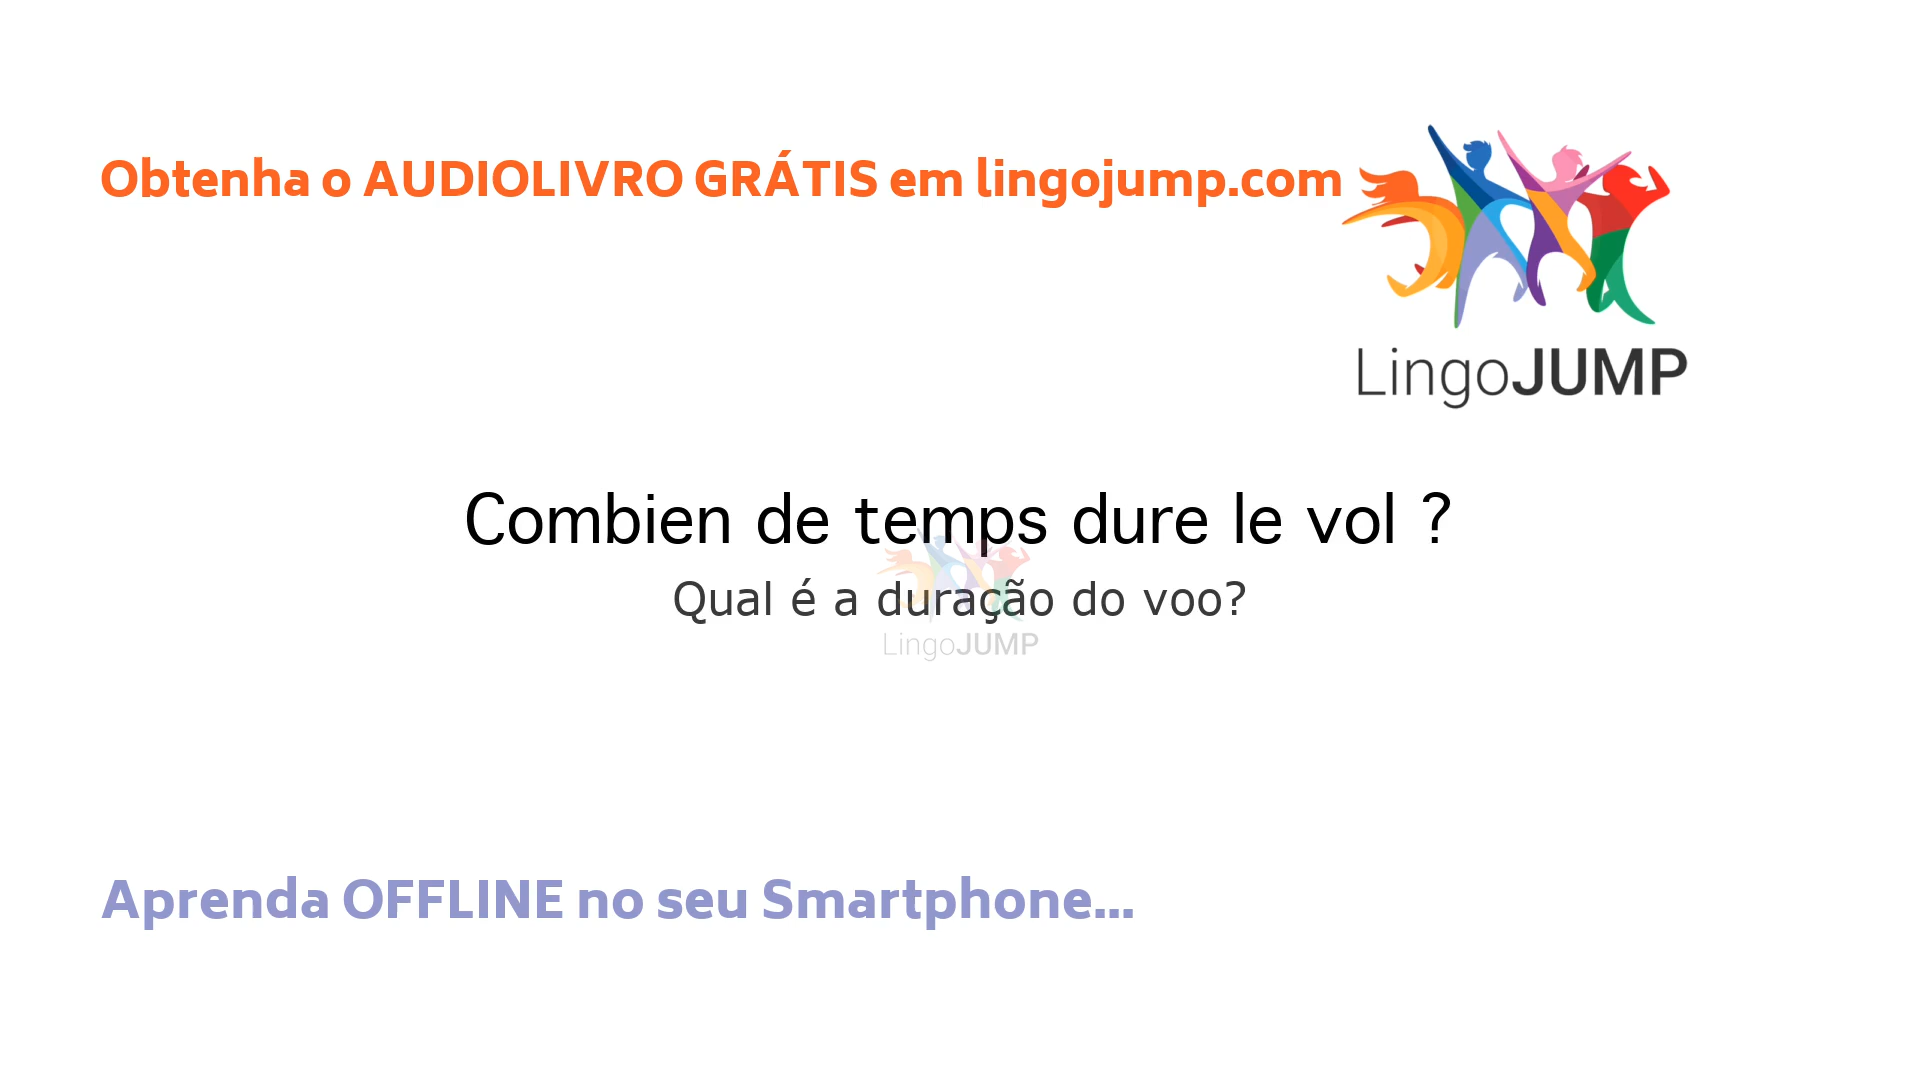 Obtenha o AUDIOLIVRO GRÁTIS em lingojump.com
LingoJUMP
Combien de temps dure le vol ?
Qual é a duração do voo?
LingoJUMP
Aprenda OFFLINE no seu Smartphone...